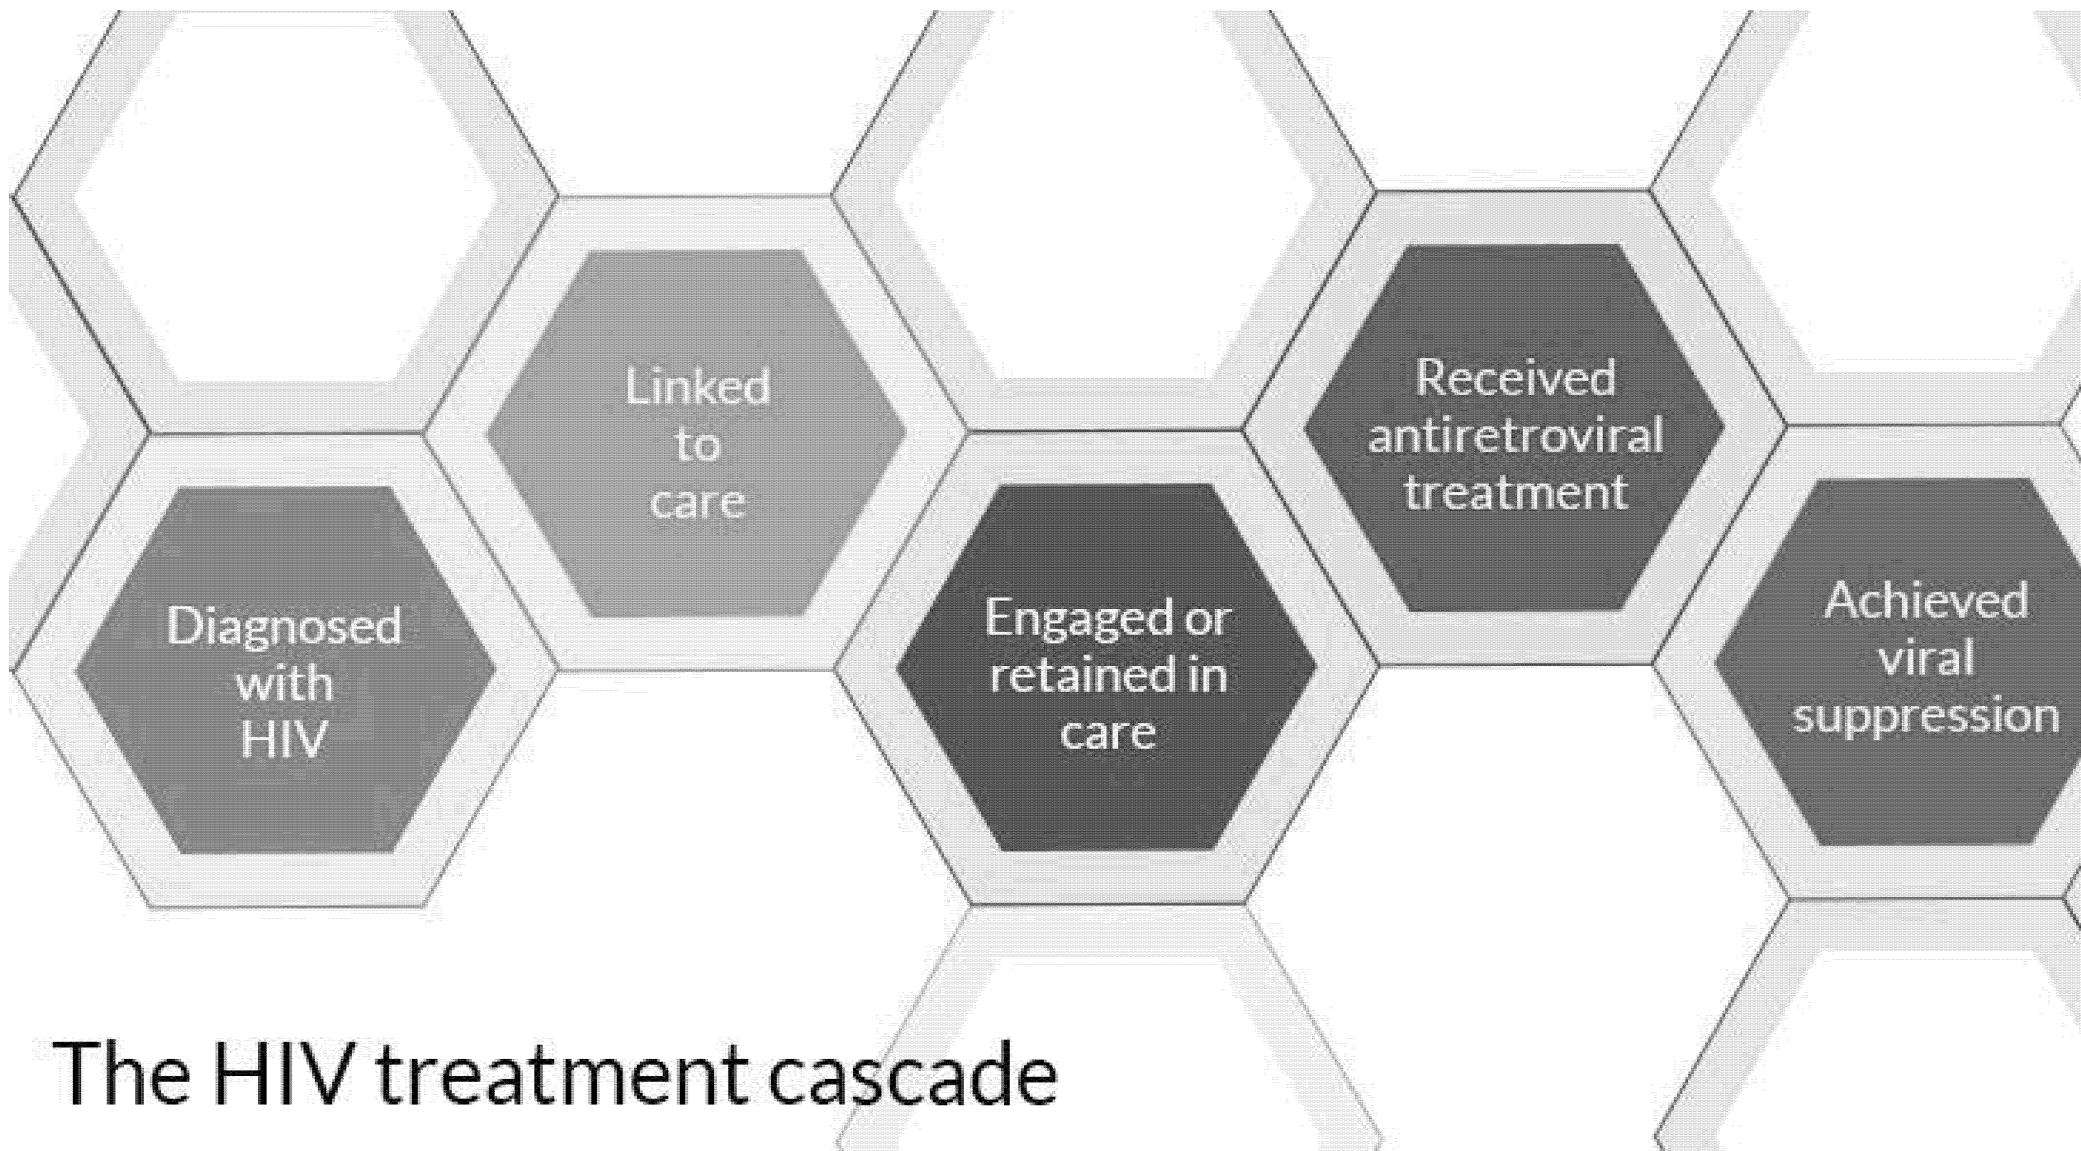 Diagnosed
with
HIV
Linked
to
care
Engaged or
retained in
care
Received
antiretroviral
treatment
Achieved
viral
suppression
The HIV treatment cascade